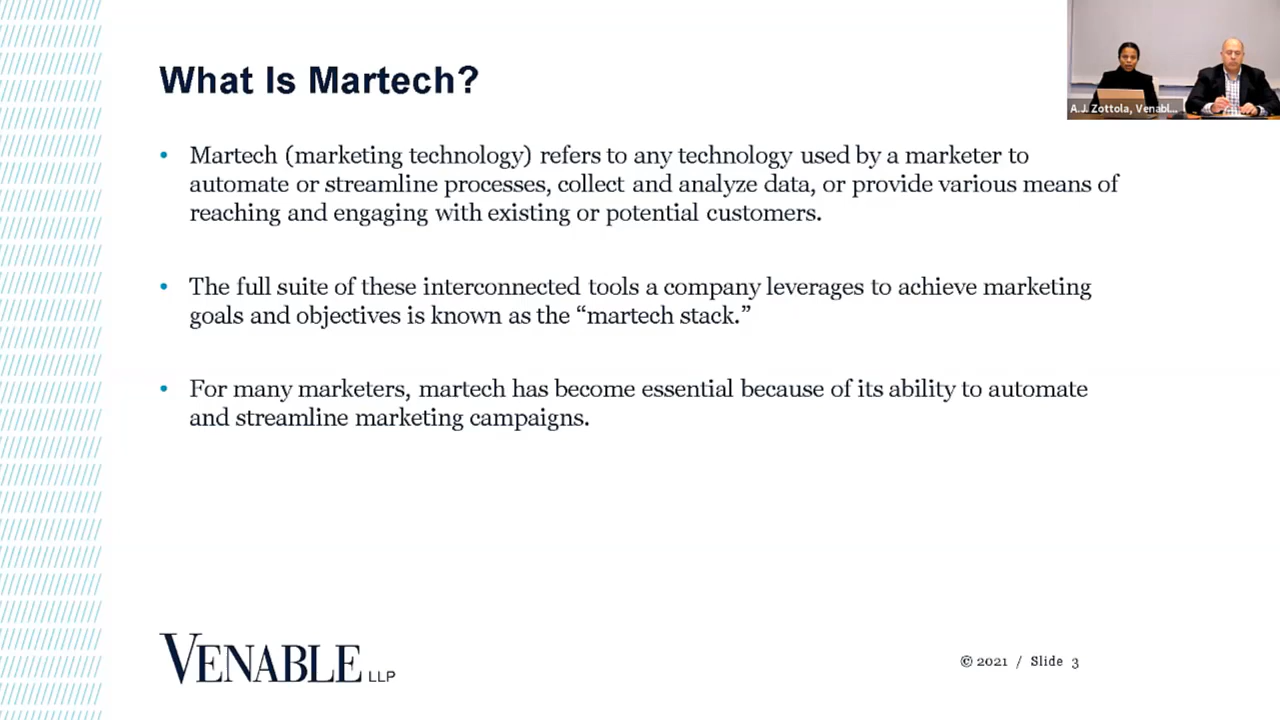 What Is Martech?
A.J. Zottola, Venabl...
• Martech (marketing technology) refers to any technology used by a marketer to
automate or streamline processes, collect and analyze data, or provide various means of
reaching and engaging with existing or potential customers.
• The full suite of these interconnected tools a company leverages to achieve marketing
goals and objectives is known as the “martech stack.”
• For many marketers, martech has become essential because of its ability to automate
and streamline marketing campaigns.
VENABLE LLP
© 2021 / Slide 3